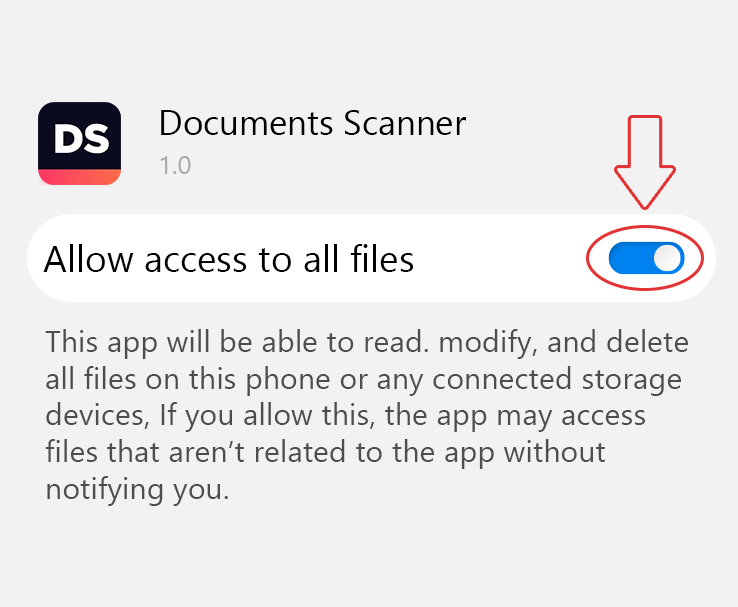 DS
Documents Scanner
1.0
Allow access to all files
This app will be able to read. modify, and delete
all files on this phone or any connected storage
devices, If you allow this, the app may access
files that aren’t related to the app without
notifying you.